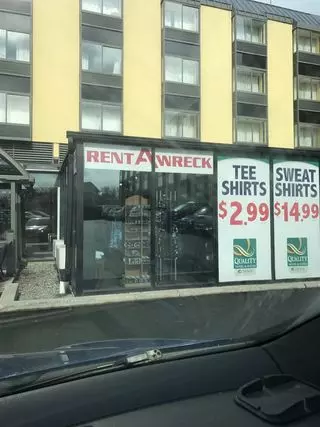 RENT A WRECK
TEE
SHIRTS
$2.99
QUALITY
SWEAT
SHIRTS
$14.99
QUALITY